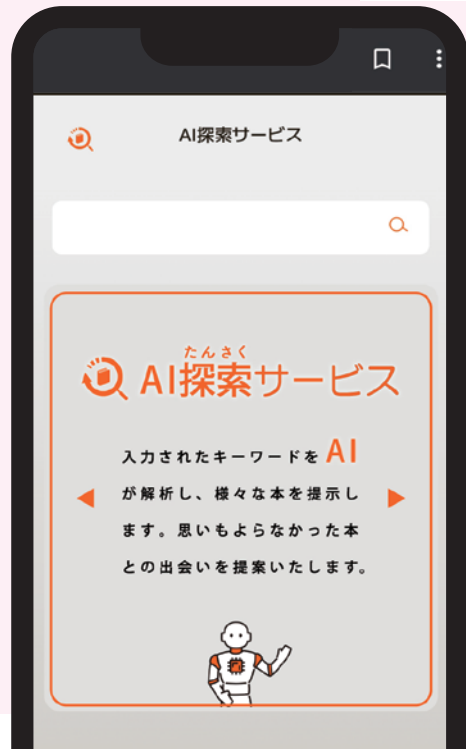 AI探索サービス
たんさく
AI探索サービス
入力されたキーワードを AI
が解析し、様々な本を提示し
ます。思いもよらなかった本
との出会いを提案いたします。